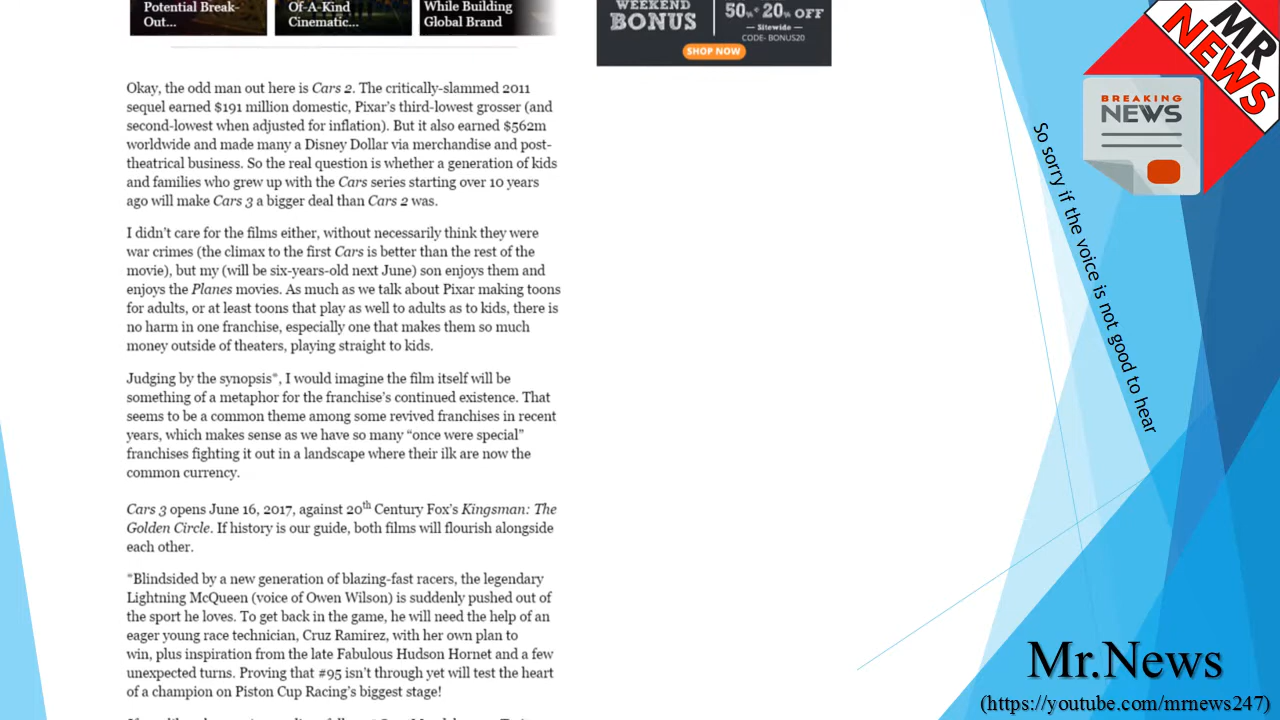 Potential Break-
Out...
Of-A-Kind
Cinematic...
While Building
Global Brand
WEEKEND
BONUS
50%+ 20% OFF
— Sitewide —
CODE- BONUS20
SHOP NOW
Okay, the odd man out here is Cars 2. The critically-slammed 2011
sequel earned $191 million domestic, Pixar's third-lowest grosser (and
second-lowest when adjusted for inflation). But it also earned $562m
worldwide and made many a Disney Dollar via merchandise and post-
theatrical business. So the real question is whether a generation of kids
and families who grew up with the Cars series starting over 10 years
ago will make Cars 3 a bigger deal than Cars 2 was.
I didn't care for the films either, without necessarily think they were
war crimes (the climax to the first Cars is better than the rest of the
movie), but my (will be six-years-old next June) son enjoys them and
enjoys the Planes movies. As much as we talk about Pixar making toons
for adults, or at least toons that play as well to adults as to kids, there is
no harm in one franchise, especially one that makes them so much
money outside of theaters, playing straight to kids.
Judging by the synopsis*, I would imagine the film itself will be
something of a metaphor for the franchise's continued existence. That
seems to be a common theme among some revived franchises in recent
years, which makes sense as we have so many "once were special"
franchises fighting it out in a landscape where their ilk are now the
common currency.
Cars 3 opens June 16, 2017, against 20th Century Fox's Kingsman: The
Golden Circle. If history is our guide, both films will flourish alongside
each other.
*Blindsided by a new generation of blazing-fast racers, the legendary
Lightning McQueen (voice of Owen Wilson) is suddenly pushed out of
the sport he loves. To get back in the game, he will need the help of an
eager young race technician, Cruz Ramirez, with her own plan to
win, plus inspiration from the late Fabulous Hudson Hornet and a few
unexpected turns. Proving that #95 isn't through yet will test the heart
of a champion on Piston Cup Racing's biggest stage!
MR
NEWS
BREAKING
NEWS
So sorry if the voice is not good to hear
Mr.News
(https://youtube.com/mrnews247)